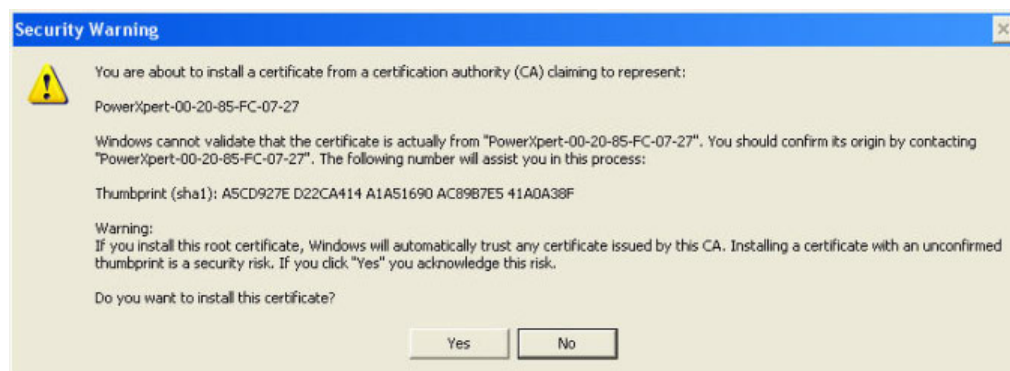 Security Warning
You are about to install a certificate from a certification authority (CA) claiming to represent:
PowerXpert-00-20-85-FC-07-27
Windows cannot validate that the certificate is actually from "PowerXpert-00-20-85-FC-07-27". You should confirm its origin by contacting
"PowerXpert-00-20-85-FC-07-27". The following number will assist you in this process:
Thumbprint (sha1): A5CD927E D22CA414 A1A51690 AC89B7E5 41A0A38F
Warning:
If you install this root certificate, Windows will automatically trust any certificate issued by this CA. Installing a certificate with an unconfirmed
thumbprint is a security risk. If you click "Yes" you acknowledge this risk.
Do you want to install this certificate?
Yes No